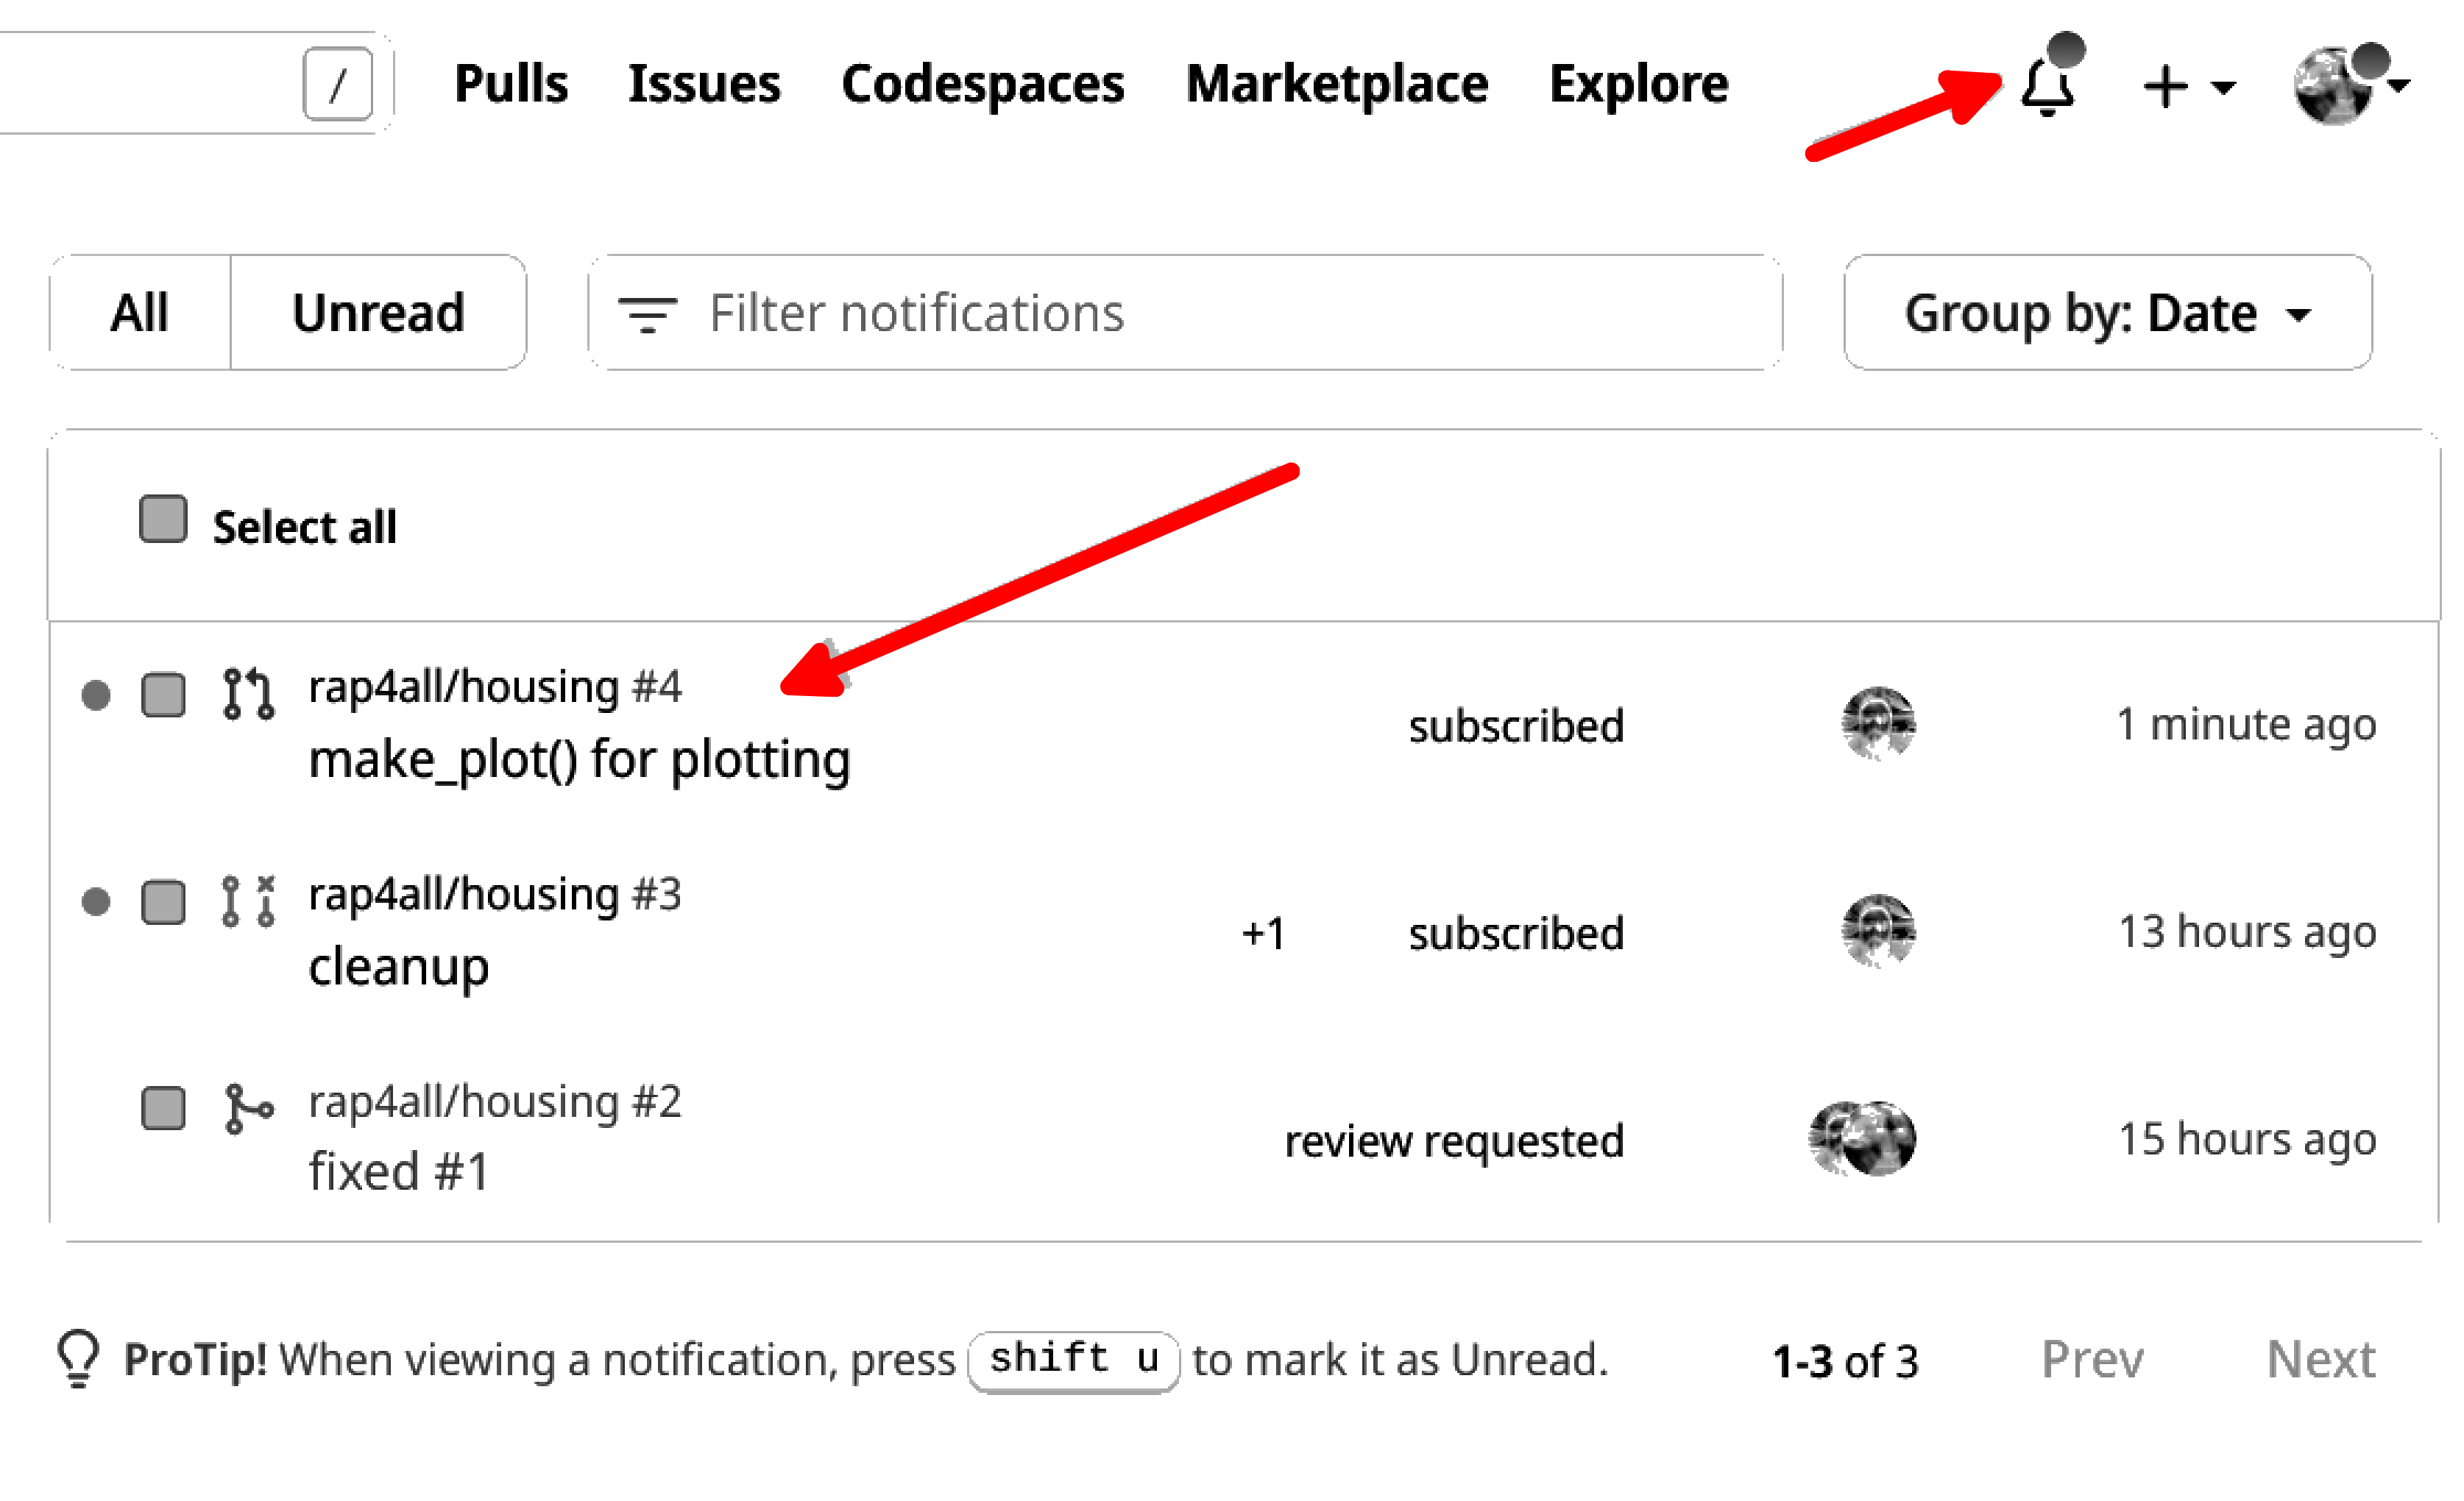 / Pulls Issues Codespaces Marketplace Explore
All Unread Filter notifications Group by: Date
Select all
rap4all/housing #4
make_plot() for plotting
subscribed
1 minute ago
rap4all/housing #3
cleanup
+1 subscribed
13 hours ago
rap4all/housing #2
fixed #1
review requested
15 hours ago
ProTip! When viewing a notification, press shift u to mark it as Unread.
1-3 of 3 Prev Next